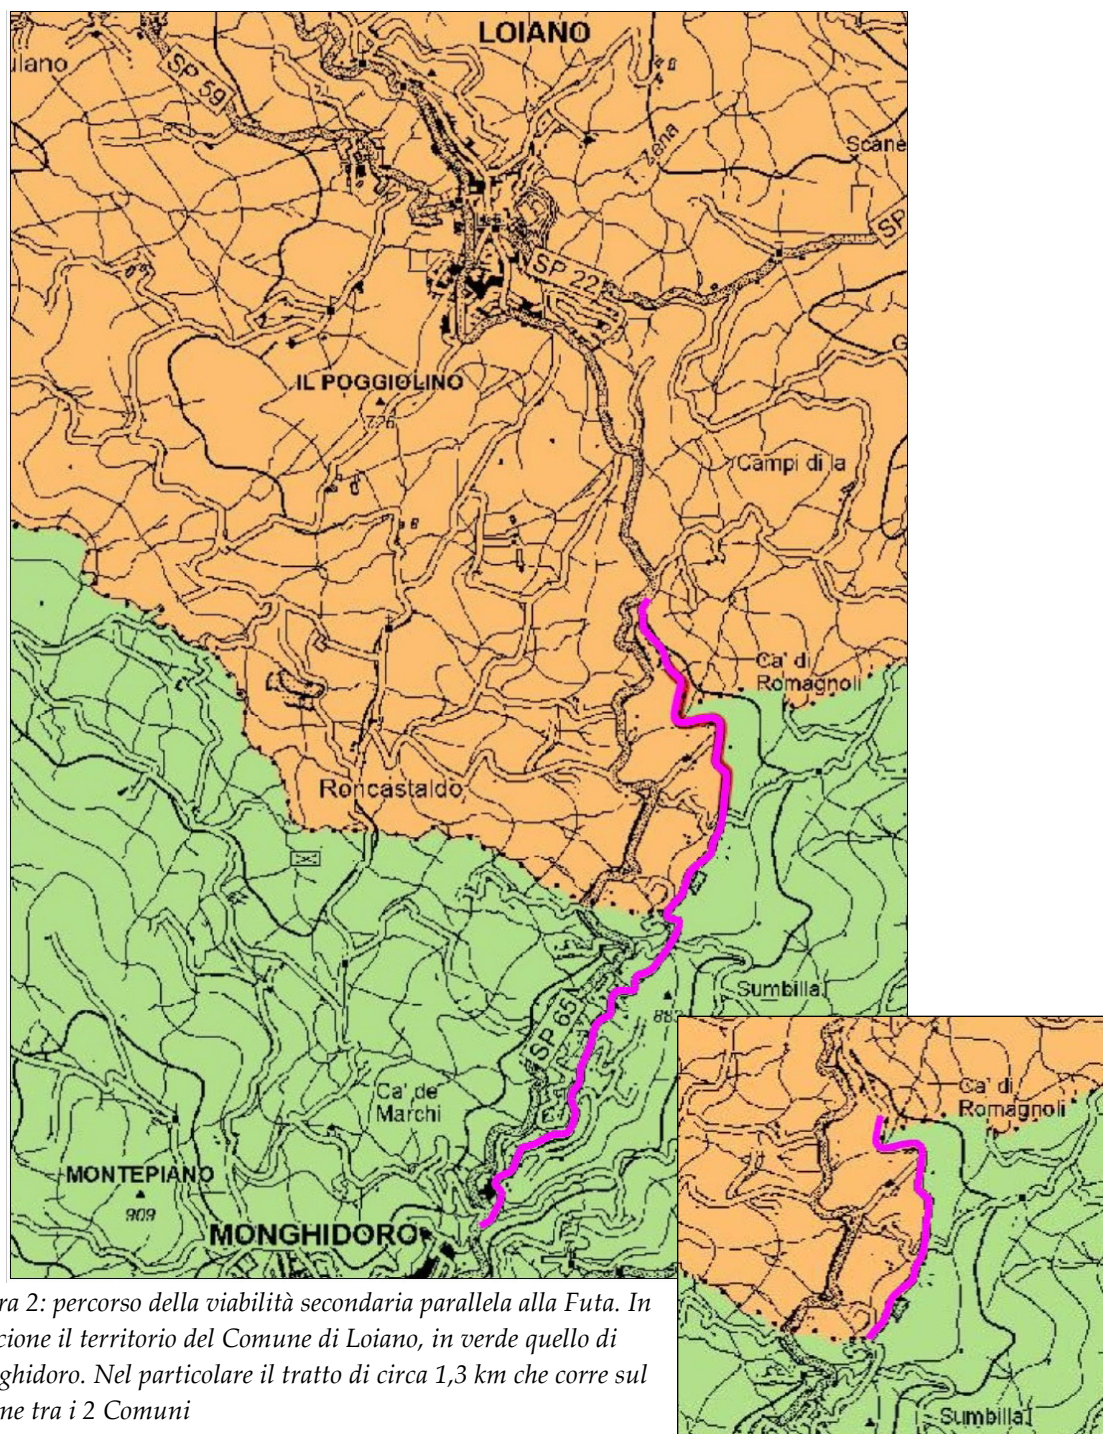 LOIANO
ulano
SP 59
Zena
Scane
SP
SP 22
G
IL POGGIOLINO
726
Campi di la
Ca' di
Romagnoli
Roncastaldo
Sumbilla
SP 65
Ca' de
Marchi
MONTEPIANO
909
MONGHIDORO
Ca' di
Romagnoli
Sumbilla
ra 2: percorso della viabilità secondaria parallela alla Futa. In
cione il territorio del Comune di Loiano, in verde quello di
ghidoro. Nel particolare il tratto di circa 1,3 km che corre sul
ne tra i 2 Comuni